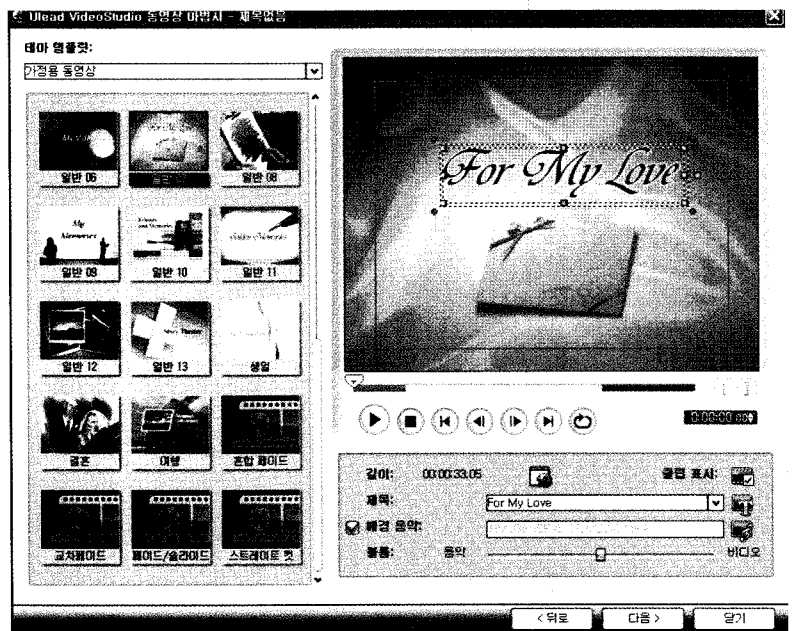 Ulead VideoStudio 동영상 마법사 - 제목없음
테마 템플릿:
가정용 동영상
일반 06
일반 08
My Memories
일반 09
일반 10
일반 11
일반 12
일반 13
생일
결혼
여행
혼합 페이드
교차페이드
페이드/슬라이드
스트레이트 컷
For My Love
0:00:00
길이: 00:00:33.05
클립 표시:
제목: For My Love
배경 음악:
볼륨: 음악 비디오
< 뒤로
다음 >
닫기